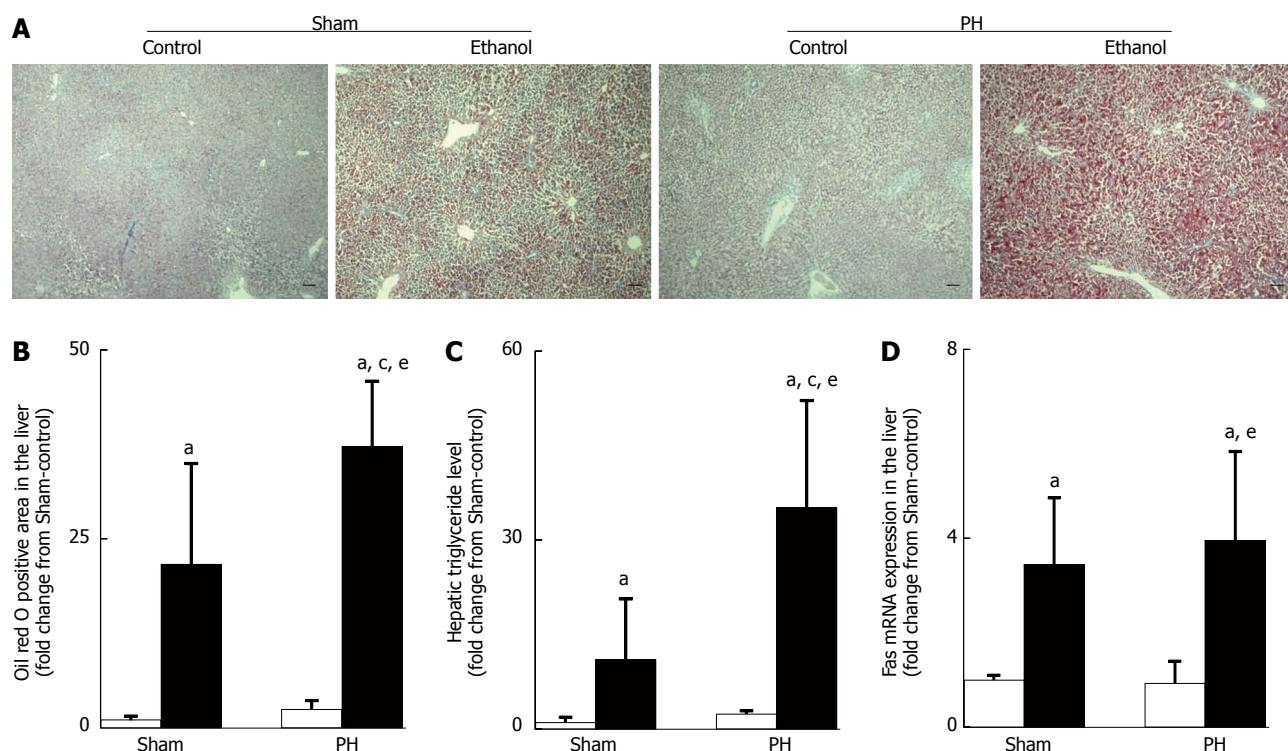 A
Sham
PH
Control
Ethanol
Control
Ethanol
B
50
25
0
Oil red O positive area in the liver
(fold change from Sham-control)
a
a, c, e
Sham
PH
C
60
30
0
Hepatic triglyceride level
(fold change from Sham-control)
a
a, c, e
Sham
PH
D
8
4
0
Fas mRNA expression in the liver
(fold change from Sham-control)
a
a, e
Sham
PH